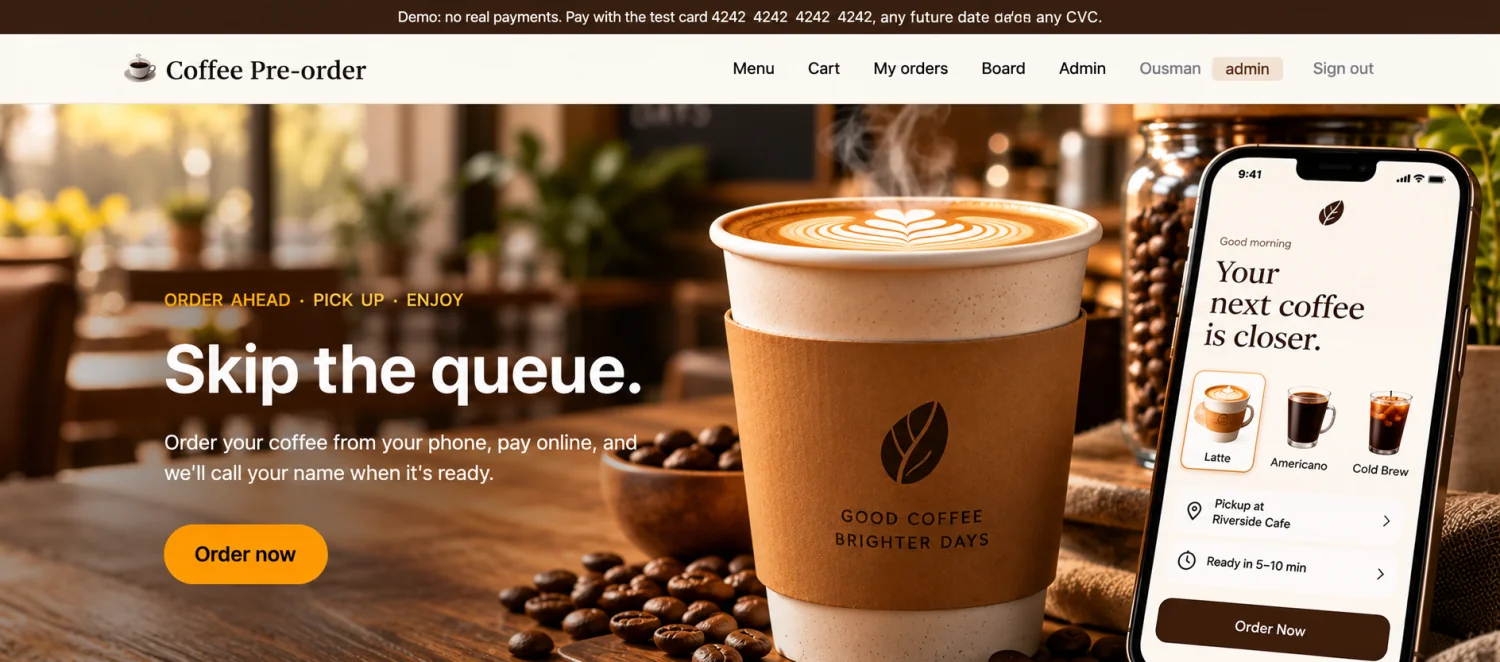 Demo: no real payments. Pay with the test card 4242 4242 4242 4242, any future date any CVC.
Coffee Pre-order
Menu Cart My orders Board Admin Ousman admin Sign out
DAYS
ORDER AHEAD · PICK UP · ENJOY
Skip the queue.
Order your coffee from your phone, pay online, and
we'll call your name when it's ready.
Order now
GOOD COFFEE
BRIGHTER DAYS
9:41
Good morning
Your
next coffee
is closer.
Latte Americano Cold Brew
Pickup at
Riverside Cafe
Ready in 5–10 min
Order Now